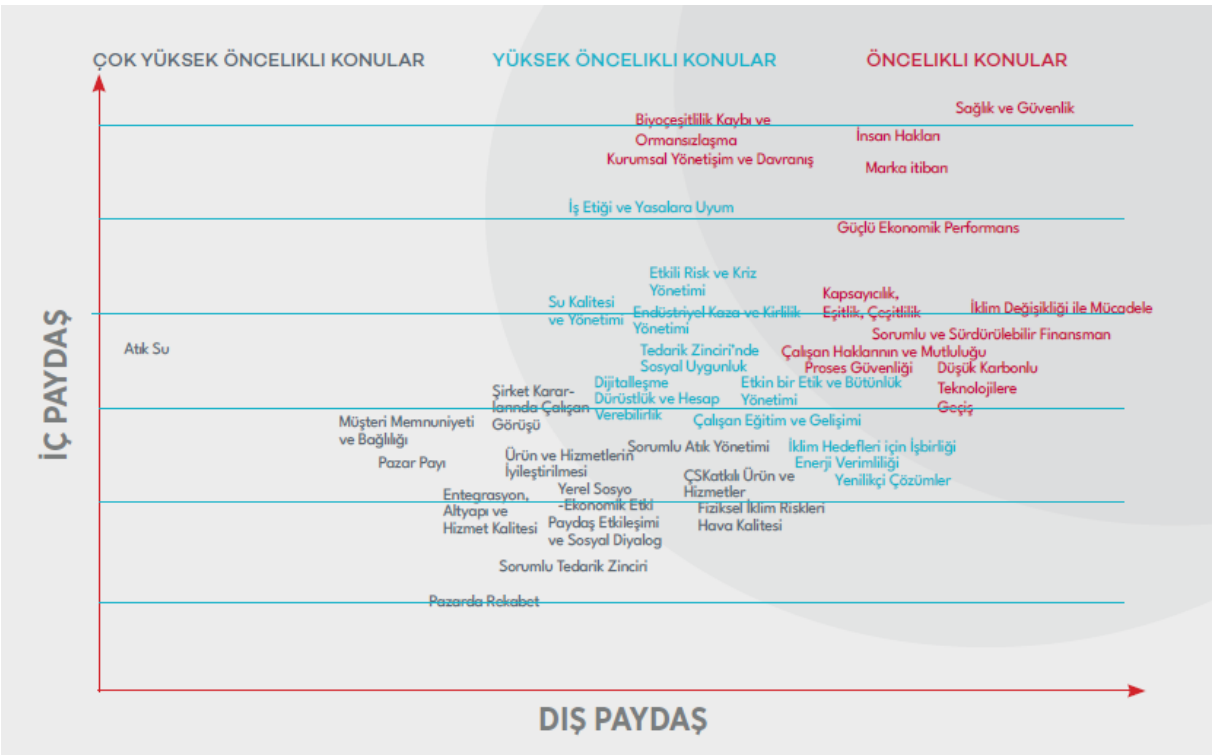 ÇOK YÜKSEK ÖNCELIKLI KONULAR
YÜKSEK ÖNCELIKLI KONULAR
ÖNCELIKLI KONULAR
Sağlık ve Güvenlik
Biyoçeşitlilik Kaybı ve
Ormansızlaşma
İnsan Hakları
Kurumsal Yönetişim ve Davranış
Marka itibarı
İş Etiği ve Yasalara Uyum
Güçlü Ekonomik Performans
Etkili Risk ve Kriz
Yönetimi
Su Kalitesi
ve Yönetimi
Endüstriyel Kaza ve Kirlilik
Yönetimi
Kapsayıcılık,
Eşitlik, Çeşitlilik
İklim Değişikliği ile Mücadele
Sorumlu ve Sürdürülebilir Finansman
Atık Su
Tedarik Zinciri'nde
Sosyal Uygunluk
Çalışan Haklarının ve Mutluluğu
Proses Güvenliği
Düşük Karbonlu
Teknolojilere
Geçiş
Şirket Karar-
larında Çalışan
Görüşü
Dijitalleşme
Dürüstlük ve Hesap
Verebilirlik
Etkin bir Etik ve Bütünlük
Yönetimi
Çalışan Eğitim ve Gelişimi
Müşteri Memnuniyeti
ve Bağlılığı
Pazar Payı
Ürün ve Hizmetlerin
İyileştirilmesi
Sorumlu Atık Yönetimi
İklim Hedefleri için İşbirliği
Enerji Verimliliği
Yenilikçi Çözümler
ÇSKatkılı Ürün ve
Hizmetler
Entegrasyon,
Altyapı ve
Hizmet Kalitesi
Yerel Sosyo
-Ekonomik Etki
Paydaş Etkileşimi
ve Sosyal Diyalog
Fiziksel İklim Riskleri
Hava Kalitesi
Sorumlu Tedarik Zinciri
Pazarda Rekabet
İÇ PAYDAŞ
DIŞ PAYDAŞ